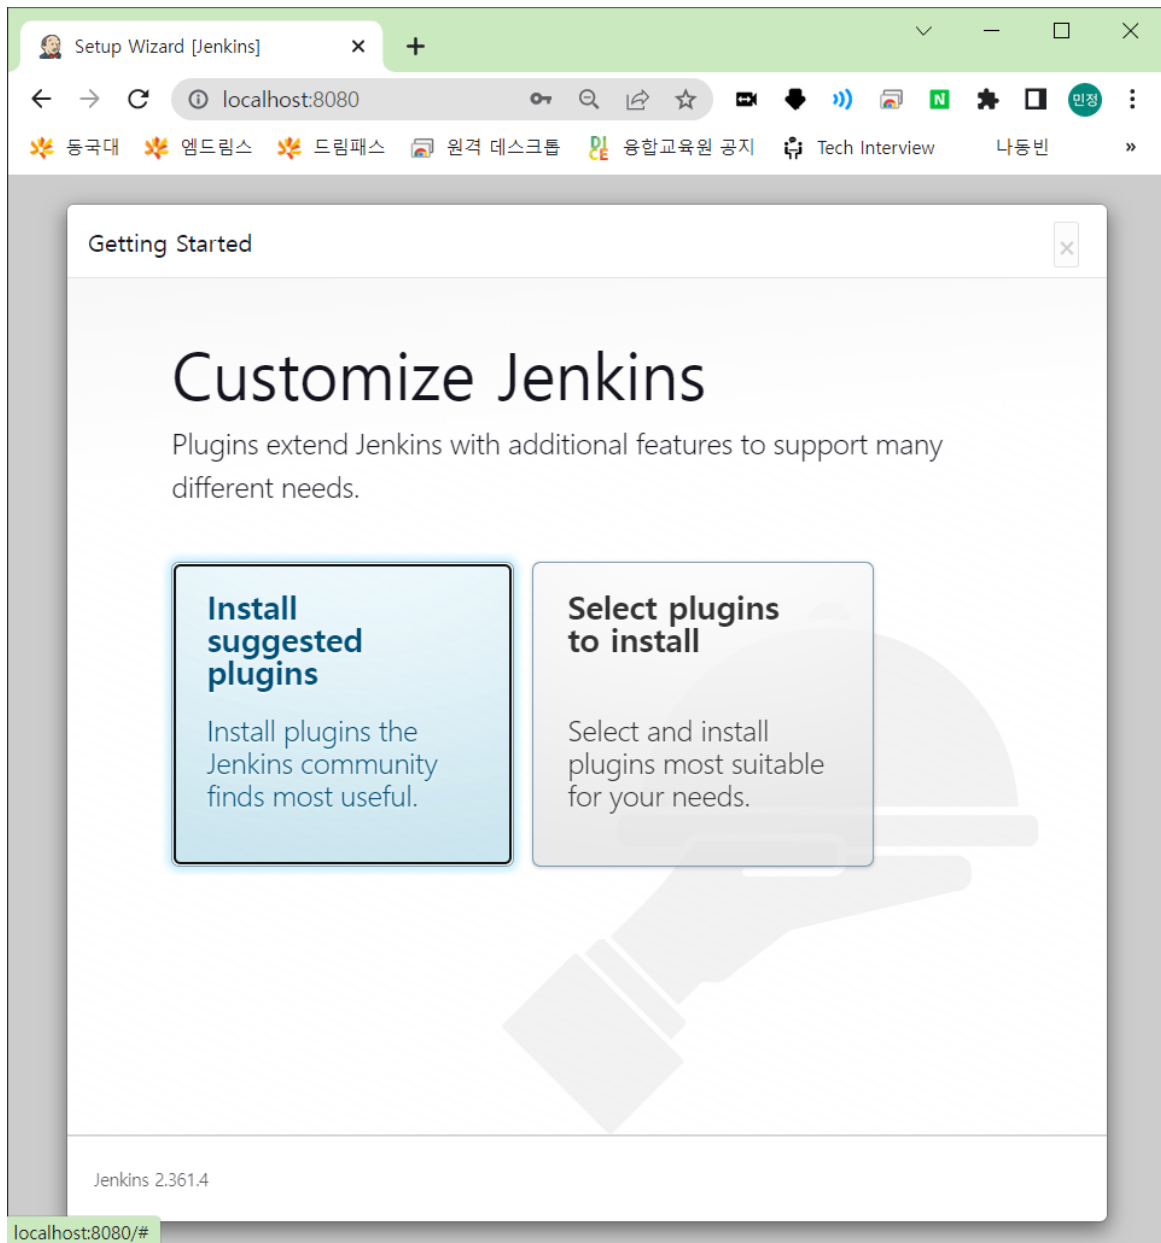 Setup Wizard [Jenkins]
localhost:8080
N
민정
동국대
엠드림스
드림패스
원격 데스크톱
DICE
융합교육원 공지
Tech Interview
나동빈
»
Getting Started
×
Customize Jenkins
Plugins extend Jenkins with additional features to support many
different needs.
Install
suggested
plugins
Install plugins the
Jenkins community
finds most useful.
Select plugins
to install
Select and install
plugins most suitable
for your needs.
Jenkins 2.361.4
localhost:8080/#